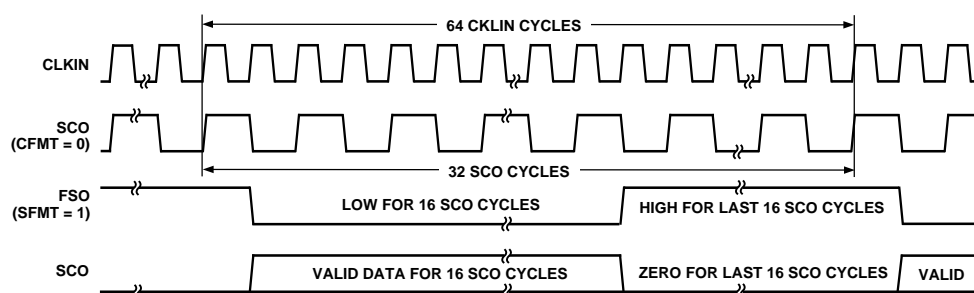 64 CKLIN CYCLES
CLKIN
SCO
(CFMT = 0)
32 SCO CYCLES
FSO
(SFMT = 1)
LOW FOR 16 SCO CYCLES
HIGH FOR LAST 16 SCO CYCLES
SCO
VALID DATA FOR 16 SCO CYCLES
ZERO FOR LAST 16 SCO CYCLES
VALID